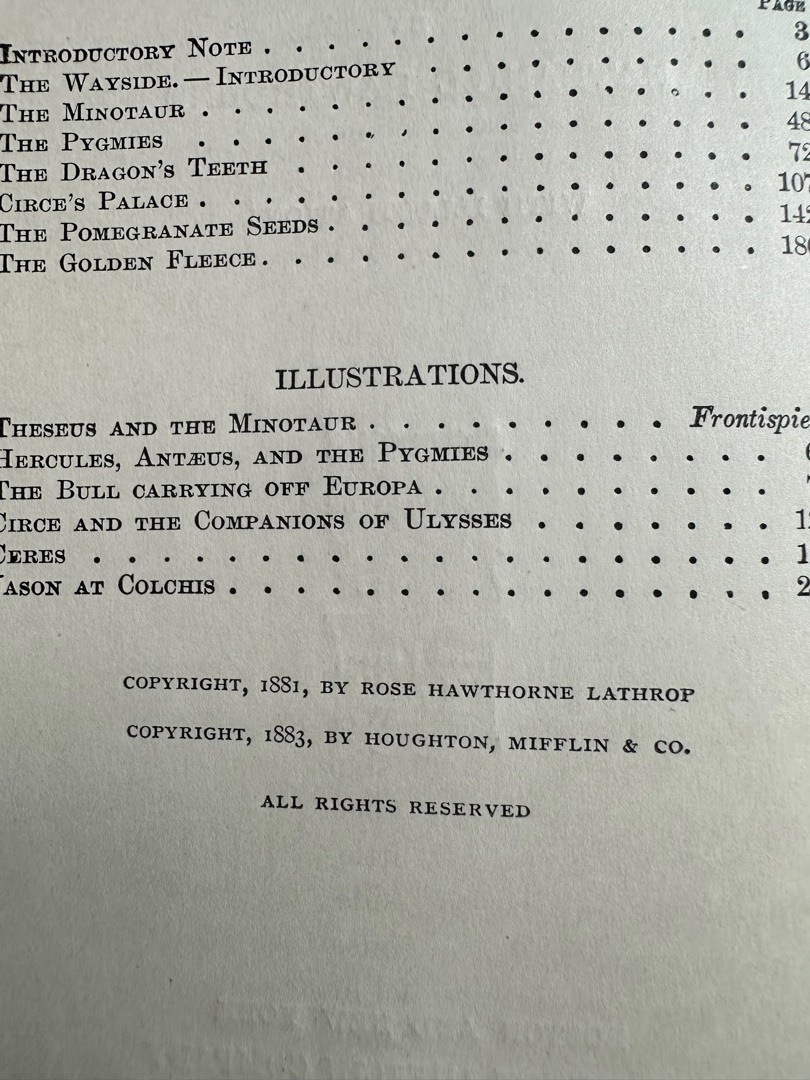 PAGE
INTRODUCTORY NOTE . . . . . . . . . . . . . . 3
THE WAYSIDE. — INTRODUCTORY . . . . . . . . . . 6
THE MINOTAUR . . . . . . . . . . . . . . . . 14
THE PYGMIES . . . . . . . . . . . . . . . . 48
THE DRAGON'S TEETH . . . . . . . . . . . . . 72
CIRCE'S PALACE . . . . . . . . . . . . . . . 107
THE POMEGRANATE SEEDS . . . . . . . . . . . . 142
THE GOLDEN FLEECE . . . . . . . . . . . . . .
ILLUSTRATIONS.
THESEUS AND THE MINOTAUR . . . . . . . . . Frontispie
HERCULES, ANTÆUS, AND THE PYGMIES . . . . . . . .
THE BULL CARRYING OFF EUROPA . . . . . . . . . .
CIRCE AND THE COMPANIONS OF ULYSSES . . . . . . .
CERES . . . . . . . . . . . . . . . . . . . 1
JASON AT COLCHIS . . . . . . . . . . . . . . . 2
COPYRIGHT, 1881, BY ROSE HAWTHORNE LATHROP
COPYRIGHT, 1883, BY HOUGHTON, MIFFLIN & CO.
ALL RIGHTS RESERVED